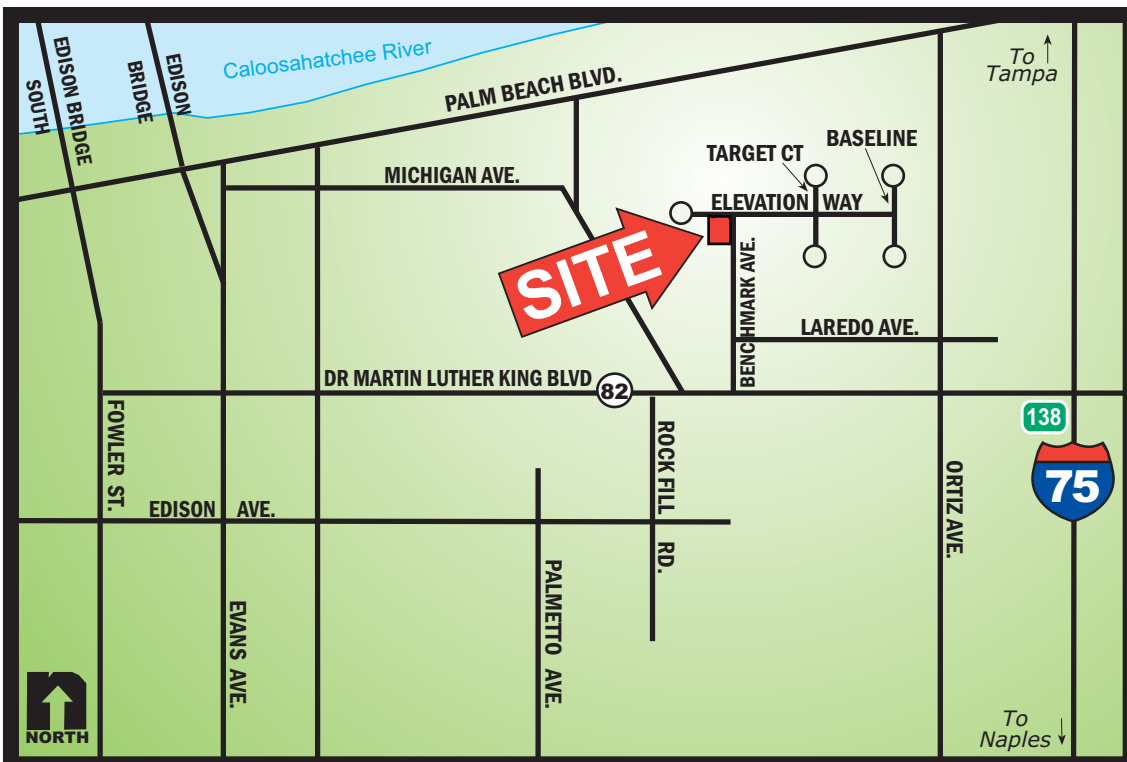 Caloosahatchee River
EDISON BRIDGE
SOUTH
EDISON
BRIDGE
PALM BEACH BLVD.
To
Tampa
MICHIGAN AVE.
TARGET CT
BASELINE
ELEVATION WAY
SITE
BENCHMARK AVE.
LAREDO AVE.
DR MARTIN LUTHER KING BLVD
82
138
75
FOWLER ST.
EDISON AVE.
ROCK FILL RD.
ORTIZ AVE.
EVANS AVE.
PALMETTO AVE.
n
NORTH
To
Naples